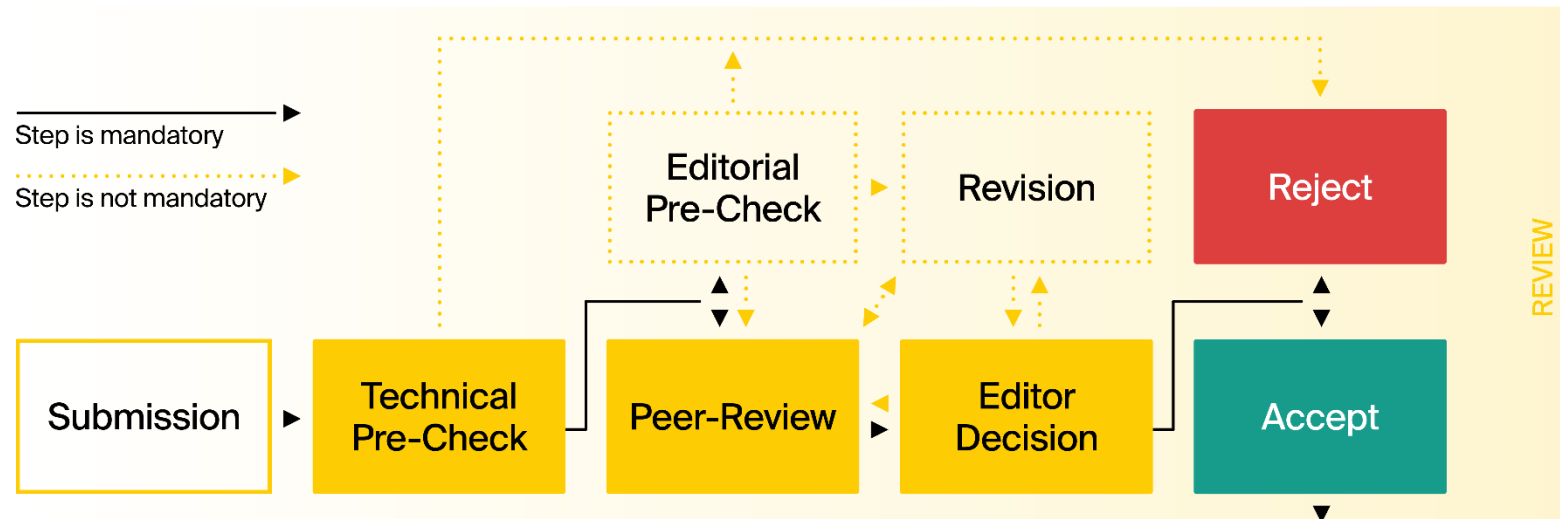 Step is mandatory
Step is not mandatory
Editorial
Pre-Check
Revision
Reject
REVIEW
Submission
Technical
Pre-Check
Peer-Review
Editor
Decision
Accept